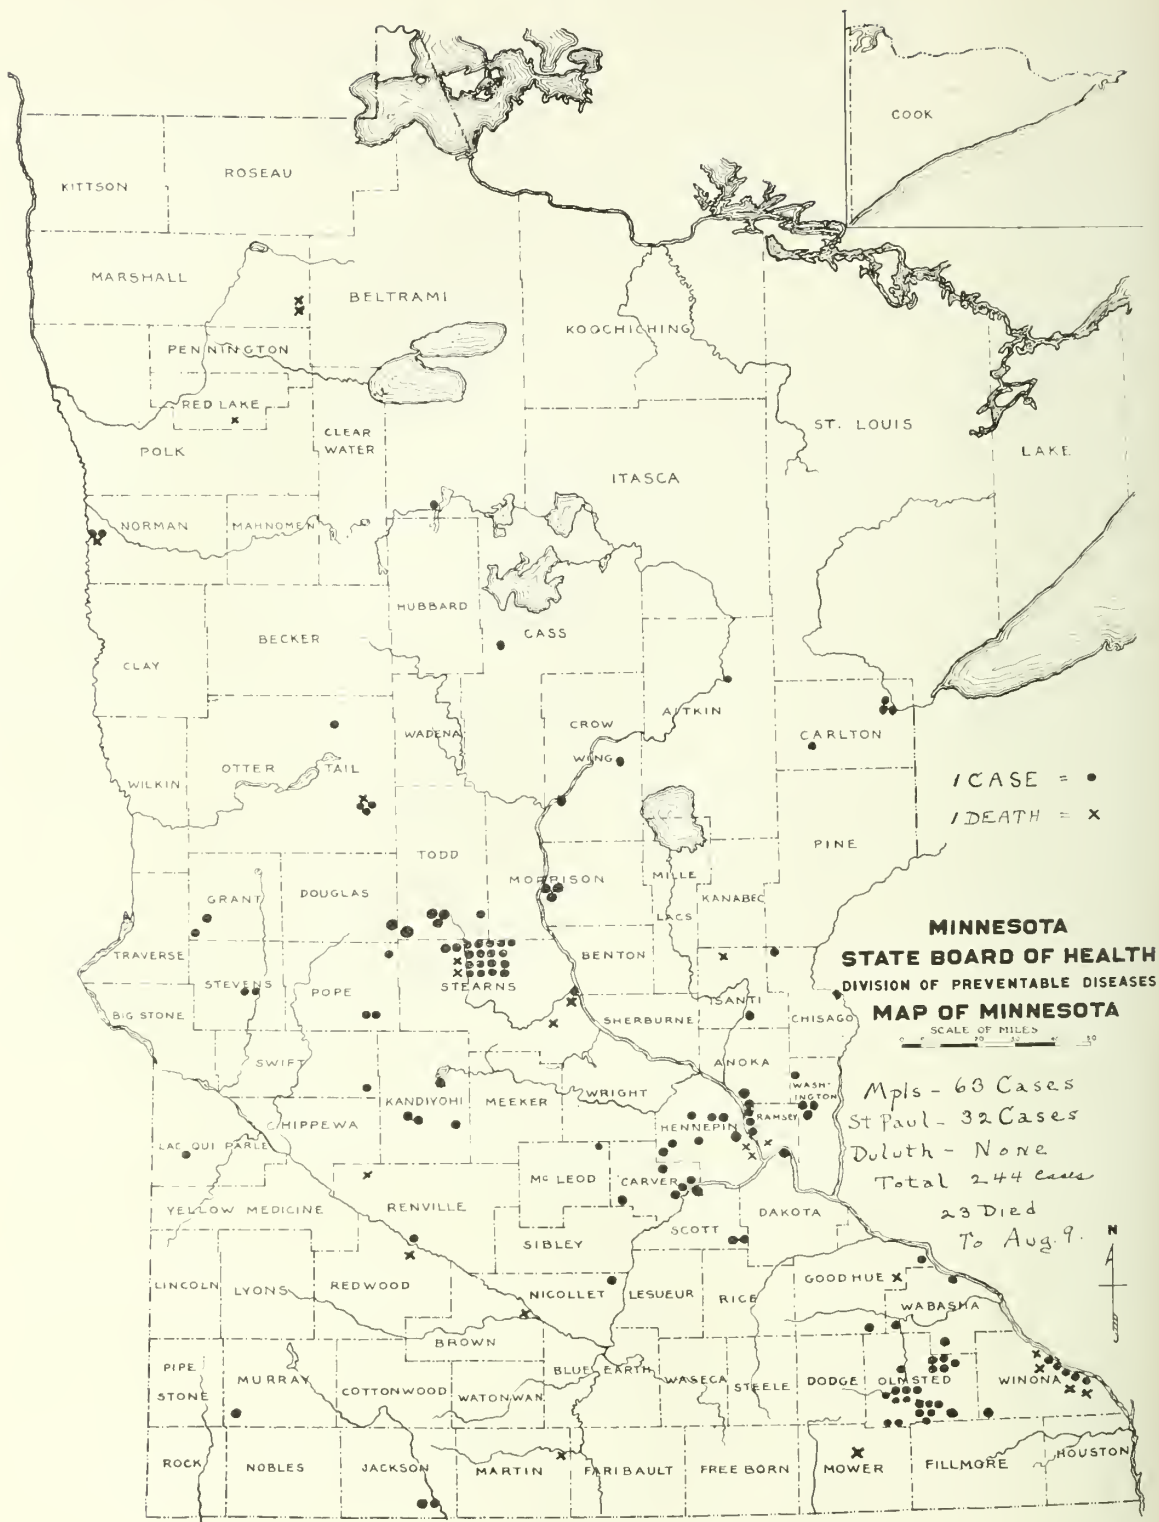 COOK
ROSEAU
KITTSON
MARSHALL
BELTRAMI
KOOCHICHING
PENNINGTON
RED LAKE
CLEAR
WATER
ST. LOUIS
LAKE
POLK
ITASCA
NORMAN
MAHNOMEN
HUBBARD
CASS
BECKER
CLAY
AITKIN
CROW
WING
CARLTON
WADENA
OTTER TAIL
WILKIN
1 CASE = ●
1 DEATH = x
PINE
TODD
MORRISON
MILLE
LACS
KANABEC
GRANT
DOUGLAS
TRAVERSE
BENTON
STEVENS
POPE
STEARNS
ISANTI
BIG STONE
SHERBURNE
CHISAGO
MINNESOTA
STATE BOARD OF HEALTH
DIVISION OF PREVENTABLE DISEASES
MAP OF MINNESOTA
SCALE OF MILES
SWIFT
ANOKA
KANDIYOHI
MEEKER
WRIGHT
WASH-
INGTON
RAMSEY
HENNEPIN
CHIPPEWA
LAC QUI PARLE
Mpls - 63 Cases
St Paul - 32 Cases
Duluth - None
Total 244 cases
23 Died
To Aug. 9.
N
YELLOW MEDICINE
RENVILLE
Mc LEOD
CARVER
SCOTT
DAKOTA
SIBLEY
LINCOLN
LYONS
REDWOOD
NICOLLET
LESUEUR
RICE
GOODHUE
WABASHA
BROWN
PIPE
STONE
MURRAY
COTTONWOOD
WATONWAN
BLUE EARTH
WASECA
STEELE
DODGE
OLMSTED
WINONA
ROCK
NOBLES
JACKSON
MARTIN
FARIBAULT
FREE BORN
MOWER
FILLMORE
HOUSTON